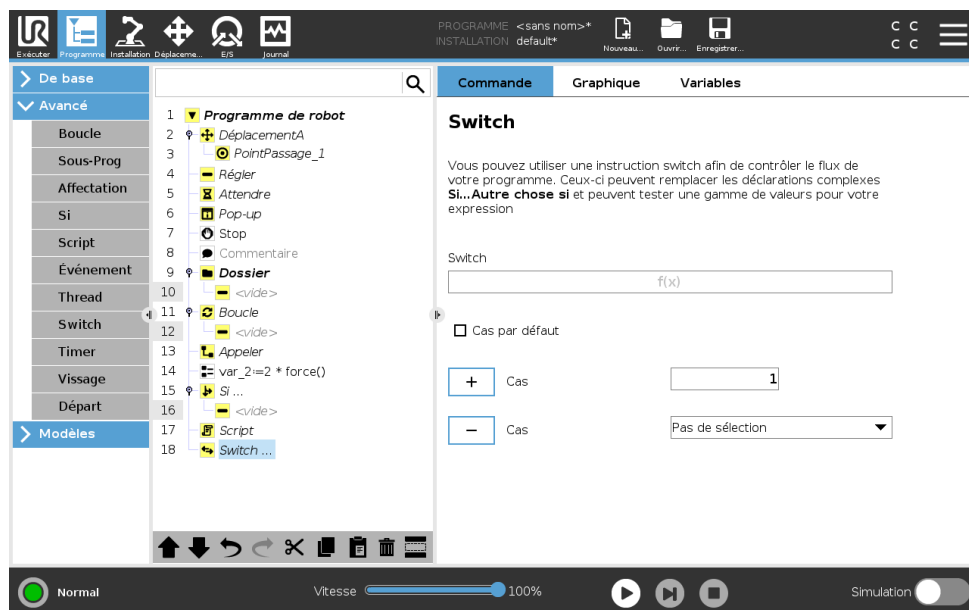 PROGRAMME <sans nom>*
INSTALLATION default*
Exécuter Programme Installation Déplaceme... E/S Journal
Nouveau... Ouvrir... Enregistrer...
C C
C C
De base
Avancé
Boucle
Sous-Prog
Affectation
Si
Script
Événement
Thread
Switch
Timer
Vissage
Départ
Modèles
1 Programme de robot
2 DéplacementA
3 PointPassage_1
4 Régler
5 Attendre
6 Pop-up
7 Stop
8 Commentaire
9 Dossier
10 <vide>
11 Boucle
12 <vide>
13 Appeler
14 var_2:=2 * force()
15 Si ...
16 <vide>
17 Script
18 Switch ...
Commande Graphique Variables
Switch
Vous pouvez utiliser une instruction switch afin de contrôler le flux de
votre programme. Ceux-ci peuvent remplacer les déclarations complexes
Si...Autre chose si et peuvent tester une gamme de valeurs pour votre
expression
Switch
f(x)
Cas par défaut
+ Cas 1
− Cas Pas de sélection
Normal Vitesse 100% Simulation